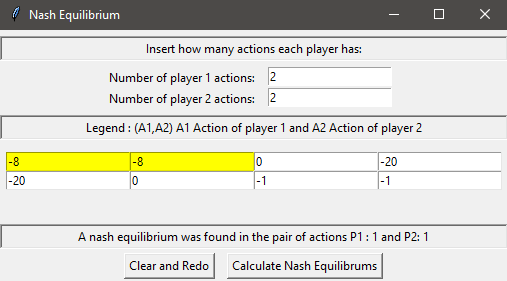 Nash Equilibrium
Insert how many actions each player has:
Number of player 1 actions: 2
Number of player 2 actions: 2
Legend : (A1,A2) A1 Action of player 1 and A2 Action of player 2
-8 -8 0 -20
-20 0 -1 -1
A nash equilibrium was found in the pair of actions P1 : 1 and P2: 1
Clear and Redo Calculate Nash Equilibrums